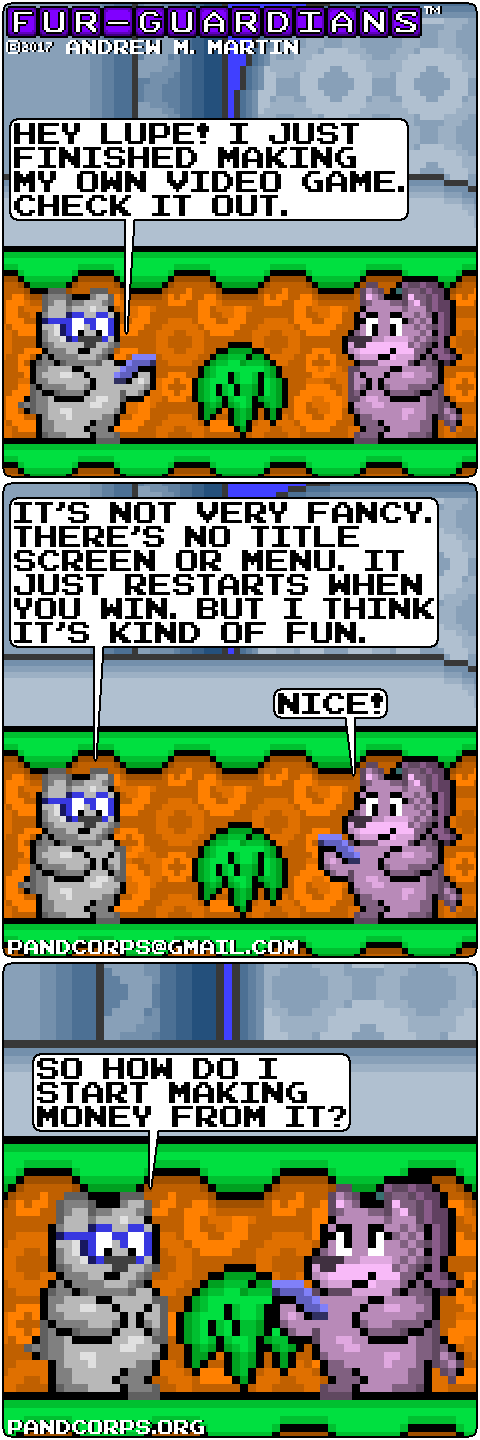 FUR-GUARDIANS™
©2017 ANDREW M. MARTIN
HEY LUPE! I JUST
FINISHED MAKING
MY OWN VIDEO GAME.
CHECK IT OUT.
IT'S NOT VERY FANCY.
THERE'S NO TITLE
SCREEN OR MENU. IT
JUST RESTARTS WHEN
YOU WIN. BUT I THINK
IT'S KIND OF FUN.
NICE!
PANDCORPS@GMAIL.COM
SO HOW DO I
START MAKING
MONEY FROM IT?
PANDCORPS.ORG